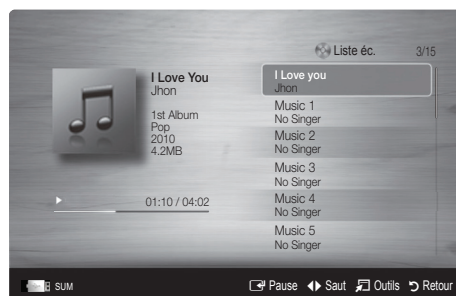 Liste éc. 3/15
I Love You
Jhon
1st Album
Pop
2010
4.2MB
01:10 / 04:02
I Love you
Jhon
Music 1
No Singer
Music 2
No Singer
Music 3
No Singer
Music 4
No Singer
Music 5
No Singer
SUM Pause Saut Outils Retour